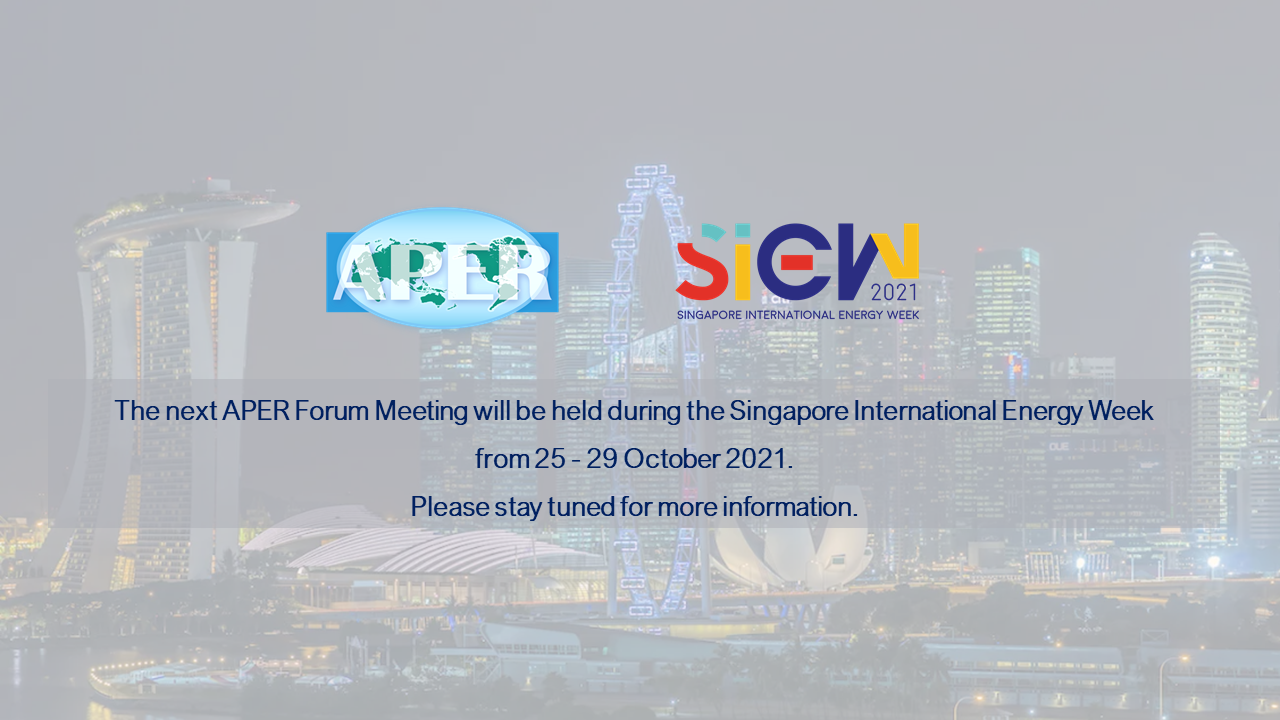 APER
SiEW
2021
SINGAPORE INTERNATIONAL ENERGY WEEK
The next APER Forum Meeting will be held during the Singapore International Energy Week
from 25 - 29 October 2021.
Please stay tuned for more information.